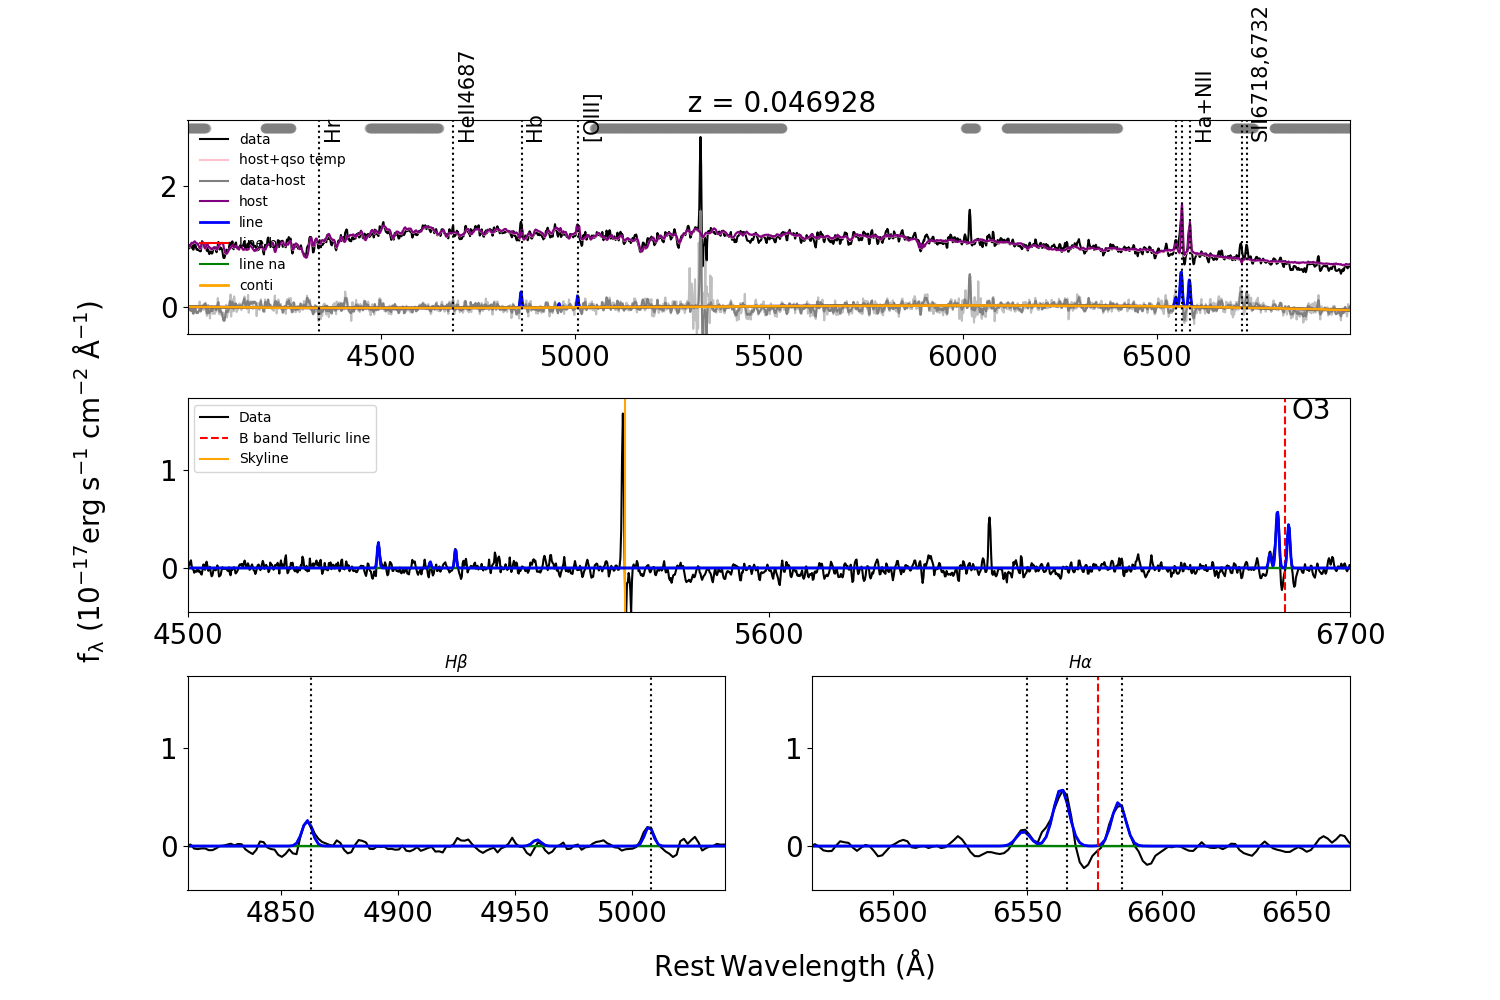 z = 0.046928
Hr
HeII4687
Hb
[OIII]
Ha+NII
SII6718,6732
data
host+qso temp
data-host
host
line
line na
conti
2
0
4500 5000 5500 6000 6500
Data
B band Telluric line
Skyline
O3
1
0
4500 5600 6700
fλ (10−17erg s−1 cm−2 Å−1)
Hβ
Hα
1
0
4850 4900 4950 5000
1
0
6500 6550 6600 6650
Rest Wavelength (Å)